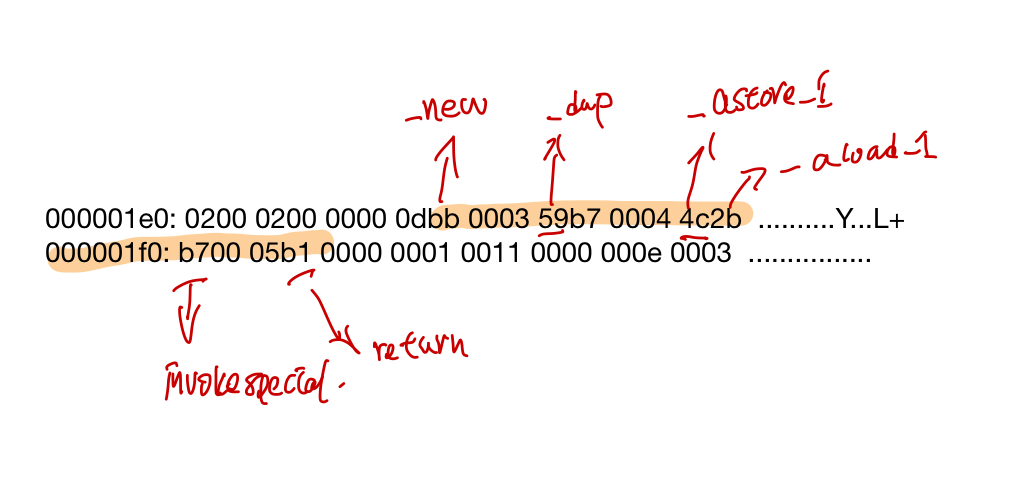 _new _dup _astore_1
_aload_1
000001e0: 0200 0200 0000 0dbb 0003 59b7 0004 4c2b ..........Y...L+
000001f0: b700 05b1 0000 0001 0011 0000 000e 0003 ................
return
invokespecial.